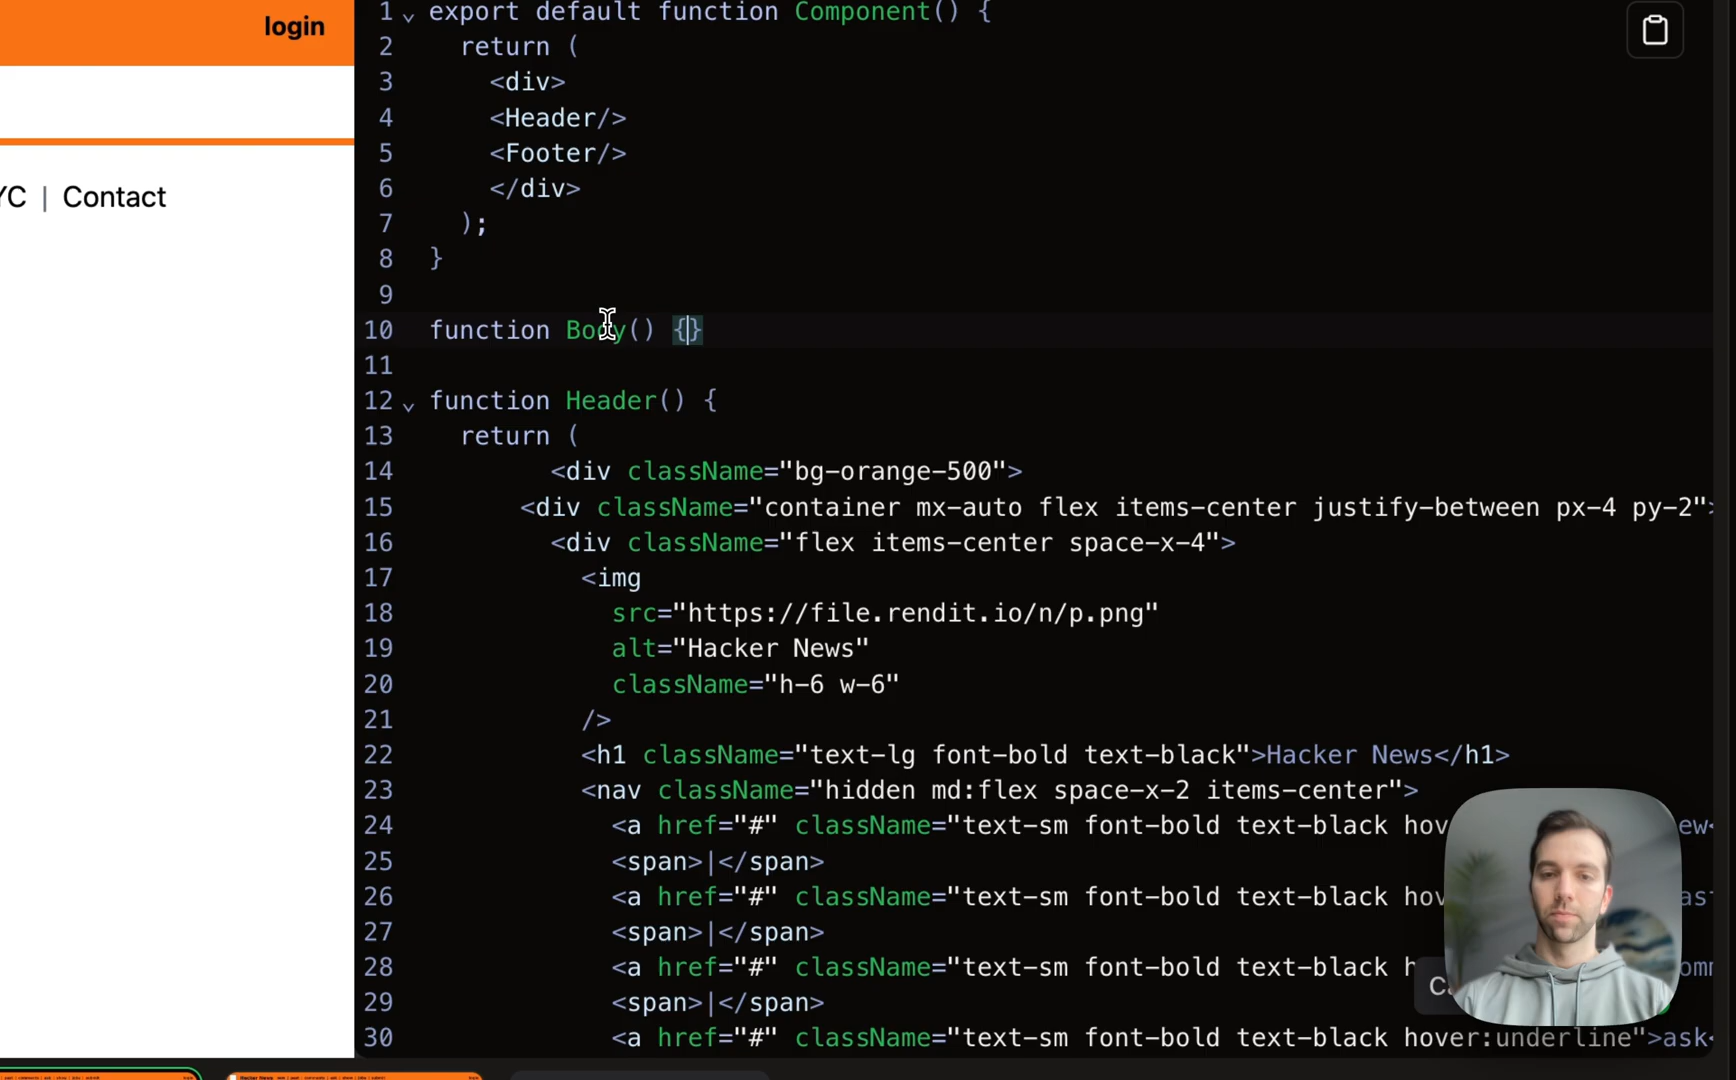 login
YC | Contact
1 export default function Component() {
2 return (
3 <div>
4 <Header/>
5 <Footer/>
6 </div>
7 );
8 }
9
10 function Body() {}
11
12 function Header() {
13 return (
14 <div className="bg-orange-500">
15 <div className="container mx-auto flex items-center justify-between px-4 py-2">
16 <div className="flex items-center space-x-4">
17 <img
18 src="https://file.rendit.io/n/p.png"
19 alt="Hacker News"
20 className="h-6 w-6"
21 />
22 <h1 className="text-lg font-bold text-black">Hacker News</h1>
23 <nav className="hidden md:flex space-x-2 items-center">
24 <a href="#" className="text-sm font-bold text-black hov ew<
25 <span>|</span>
26 <a href="#" className="text-sm font-bold text-black hov as
27 <span>|</span>
28 <a href="#" className="text-sm font-bold text-black h omm
29 <span>|</span>
30 <a href="#" className="text-sm font-bold text-black hover:underline">ask<